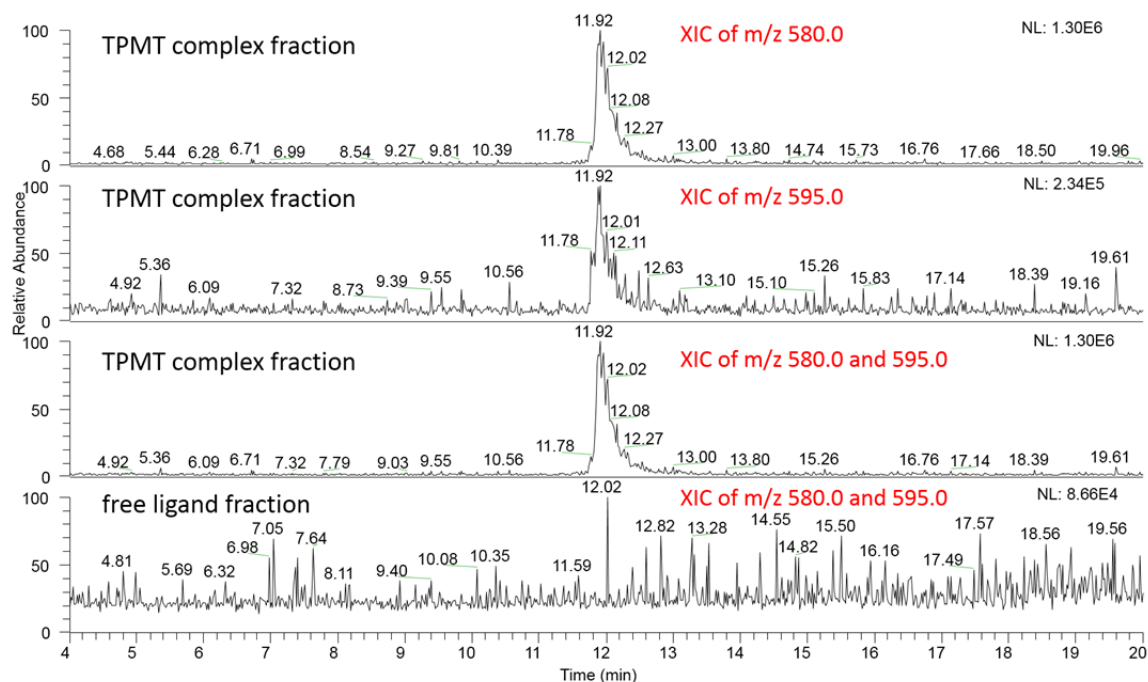 TPMT complex fraction
XIC of m/z 580.0
NL: 1.30E6
100
50
0
4.68 5.44 6.28 6.71 6.99 8.54 9.27 9.81 10.39 11.78 11.92 12.02 12.08 12.27 13.00 13.80 14.74 15.73 16.76 17.66 18.50 19.96
TPMT complex fraction
XIC of m/z 595.0
NL: 2.34E5
100
50
0
4.92 5.36 6.09 7.32 8.73 9.39 9.55 10.56 11.78 11.92 12.01 12.11 12.63 13.10 15.10 15.26 15.83 17.14 18.39 19.16 19.61
Relative Abundance
TPMT complex fraction
XIC of m/z 580.0 and 595.0
NL: 1.30E6
100
50
0
4.92 5.36 6.09 6.71 7.32 7.79 9.03 9.55 10.56 11.78 11.92 12.02 12.08 12.27 13.00 13.80 15.26 16.76 17.14 18.39 19.61
free ligand fraction
XIC of m/z 580.0 and 595.0
NL: 8.66E4
100
50
0
4.81 5.69 6.32 6.98 7.05 7.64 8.11 9.40 10.08 10.35 11.59 12.02 12.82 13.28 14.55 14.82 15.50 16.16 17.49 17.57 18.56 19.56
4 5 6 7 8 9 10 11 12 13 14 15 16 17 18 19 20
Time (min)